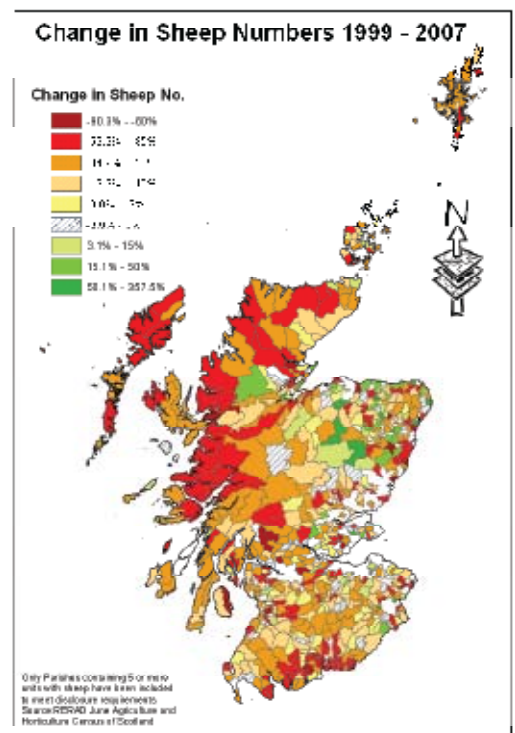 Change in Sheep Numbers 1999 - 2007
Change in Sheep No.
3.1% - 15%
15.1% - 50%
50.1% - 357.5%
N
Only Parishes containing 5 or more
units with sheep have been included
to meet disclosure requirements
Source:RERAD June Agriculture and
Horticulture Census of Scotland